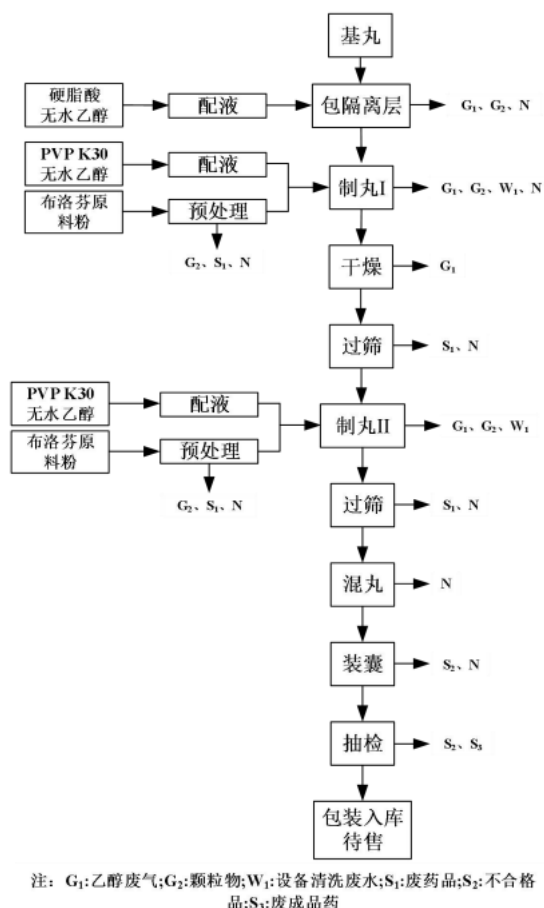 基丸
硬脂酸
无水乙醇
配液
包隔离层
G₁、G₂、N
PVP K30
无水乙醇
配液
布洛芬原
料粉
预处理
制丸I
G₁、G₂、W₁、N
G₂、S₁、N
干燥
G₁
过筛
S₁、N
PVP K30
无水乙醇
配液
布洛芬原
料粉
预处理
制丸II
G₁、G₂、W₁
G₂、S₁、N
过筛
S₁、N
混丸
N
装囊
S₂、N
抽检
S₂、S₃
包装入库
待售
注：G₁:乙醇废气;G₂:颗粒物;W₁:设备清洗废水;S₁:废药品;S₂:不合格
品;S₃:废成品药